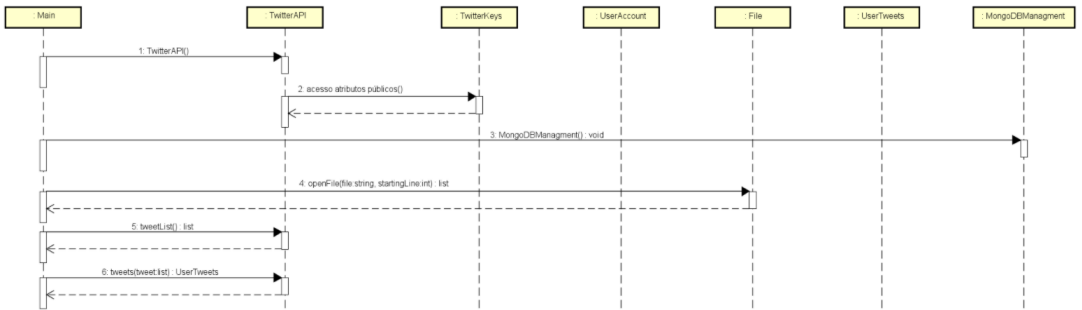 : Main
: TwitterAPI
: TwitterKeys
: UserAccount
: File
: UserTweets
: MongoDBManagment
1: TwitterAPI()
2: acesso atributos públicos()
3: MongoDBManagment() : void
4: openFile(file:string, startingLine:int) : list
5: tweetList() : list
6: tweets(tweet:list) : UserTweets